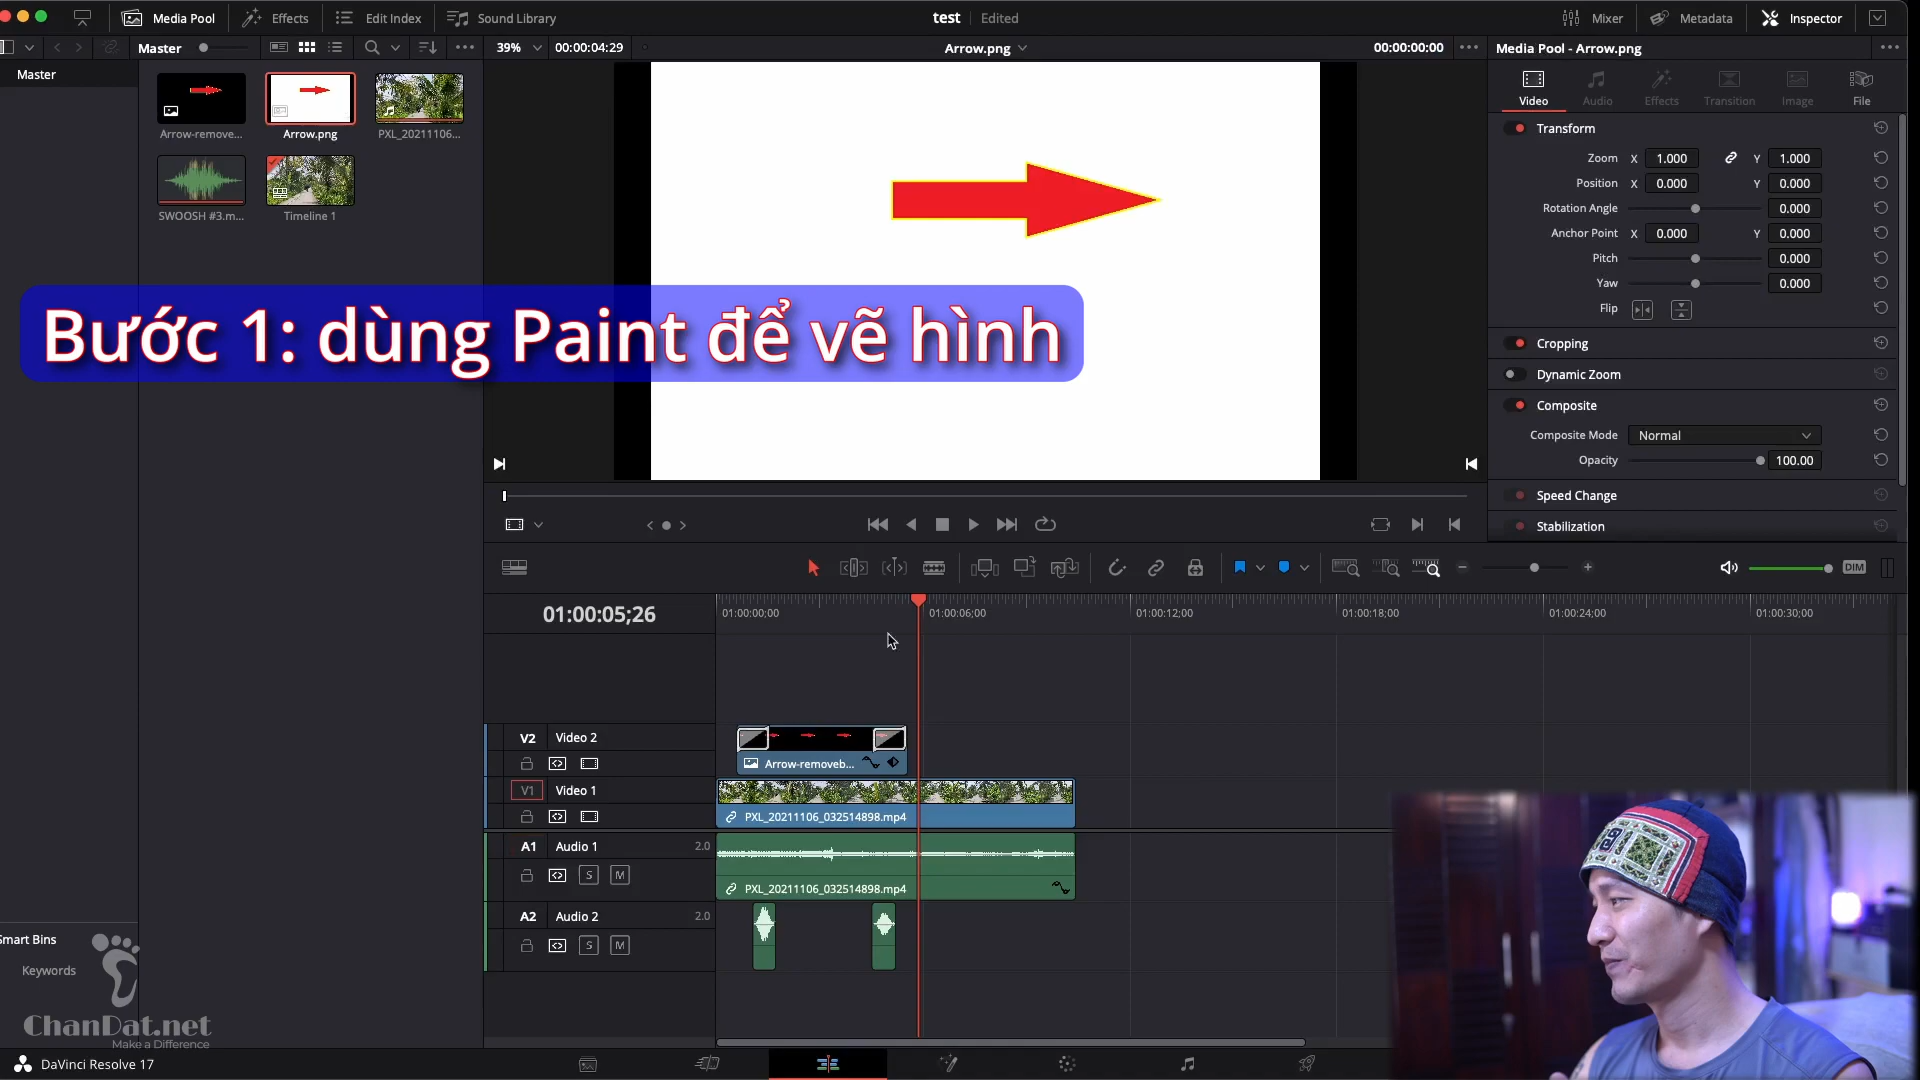 Media Pool
Effects
Edit Index
Sound Library
test
Edited
Mixer
Metadata
Inspector
Master
39%
00:00:04:29
Arrow.png
00:00:00:00
Media Pool - Arrow.png
Master
Arrow-remove...
Arrow.png
PXL_20211106...
SWOOSH #3.m...
Timeline 1
Video
Audio
Effects
Transition
Image
File
Transform
Zoom X 1.000 Y 1.000
Position X 0.000 Y 0.000
Rotation Angle 0.000
Anchor Point X 0.000 Y 0.000
Pitch 0.000
Yaw 0.000
Flip
Cropping
Dynamic Zoom
Composite
Composite Mode Normal
Opacity 100.00
Speed Change
Stabilization
Bước 1: dùng Paint để vẽ hình
DIM
01:00:05;26
01:00:00;00
01:00:06;00
01:00:12;00
01:00:18;00
01:00:24;00
01:00:30;00
V2 Video 2
Arrow-removeb...
V1 Video 1
PXL_20211106_032514898.mp4
A1 Audio 1 2.0
S M
PXL_20211106_032514898.mp4
A2 Audio 2 2.0
S M
Smart Bins
Keywords
ChanDat.net
Make a Difference
DaVinci Resolve 17